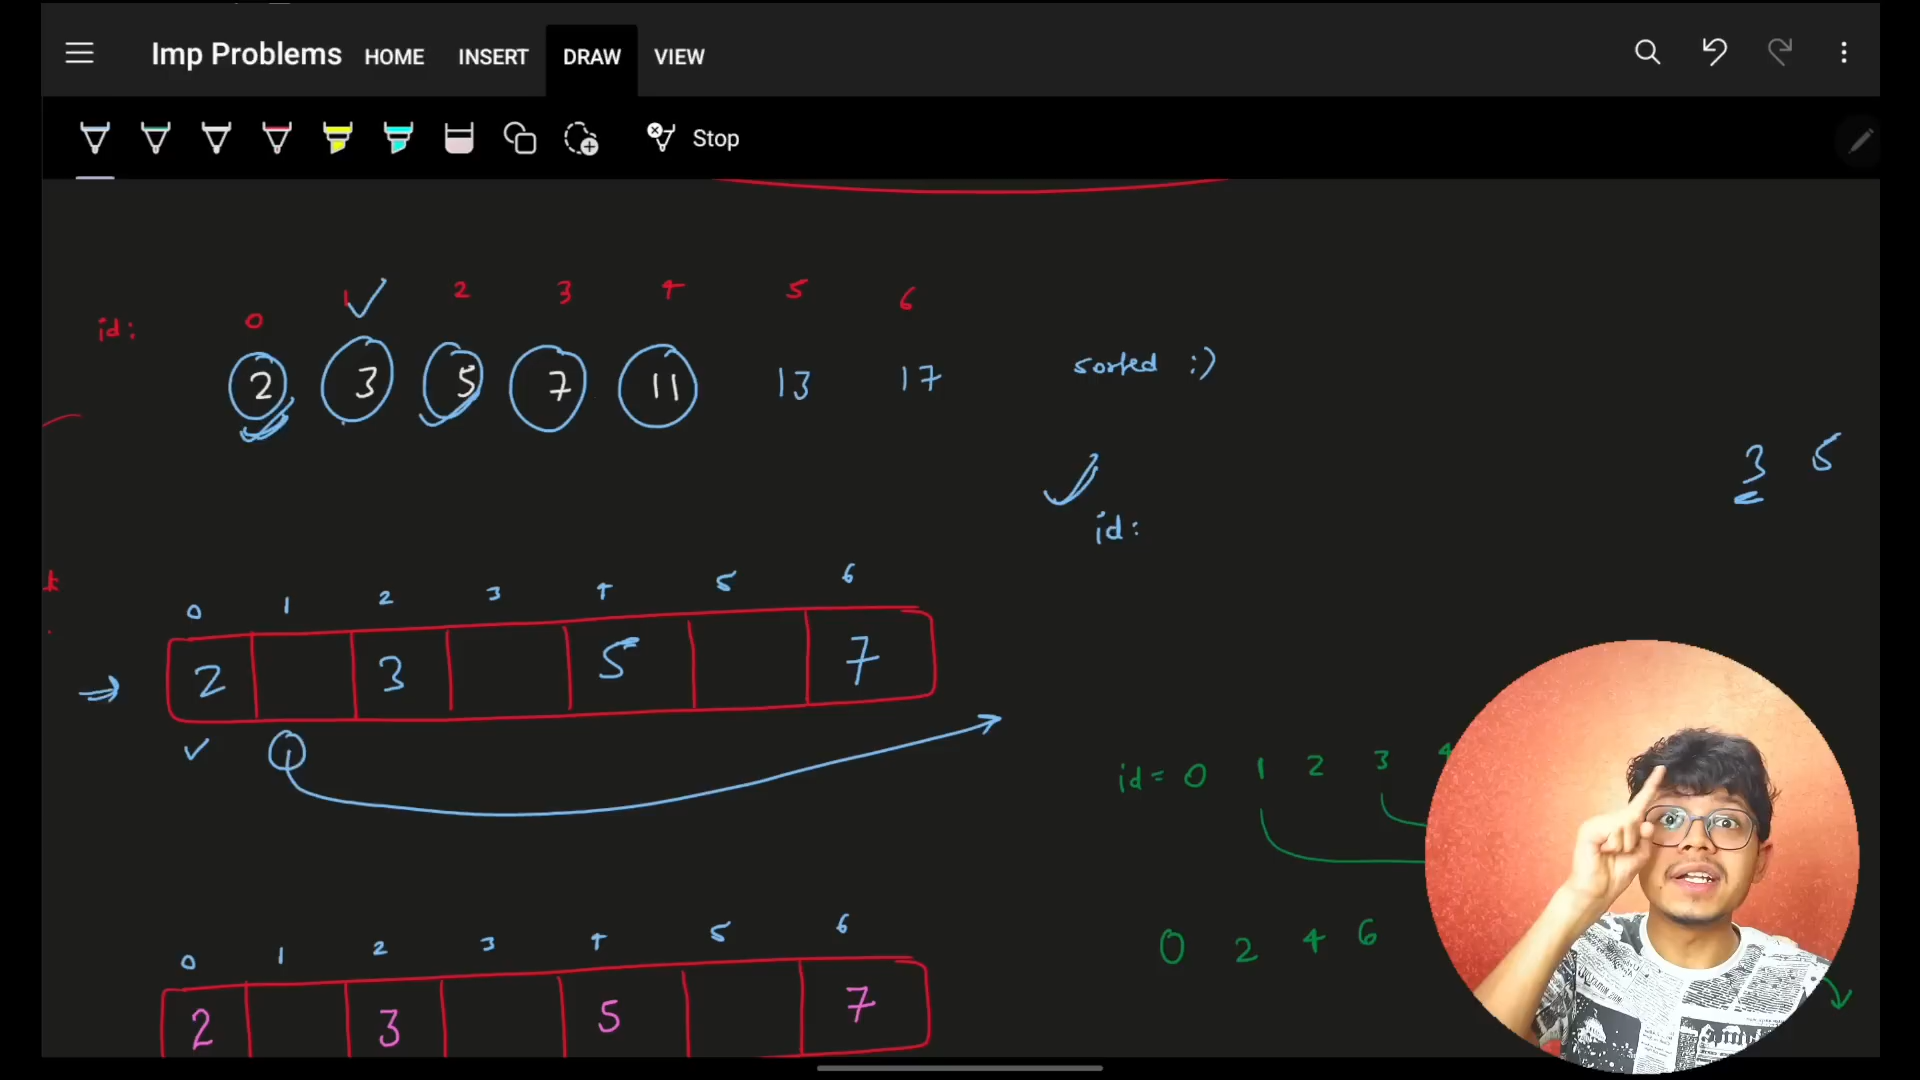 Imp Problems HOME INSERT DRAW VIEW
Stop
id: 0 1 2 3 4 5 6
2 3 5 7 11 13 17 sorted :)
3 5
id:
0 1 2 3 4 5 6
2 3 5 7
1
id = 0 1 2 3 4
0 2 4 6
0 1 2 3 4 5 6
2 3 5 7